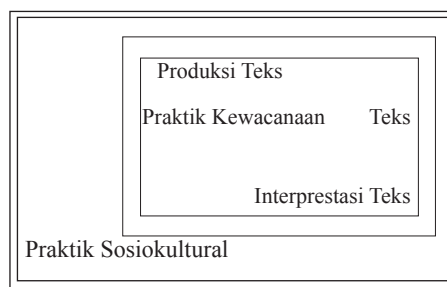 Produksi Teks
Praktik Kewacanaan Teks
Interprestasi Teks
Praktik Sosiokultural